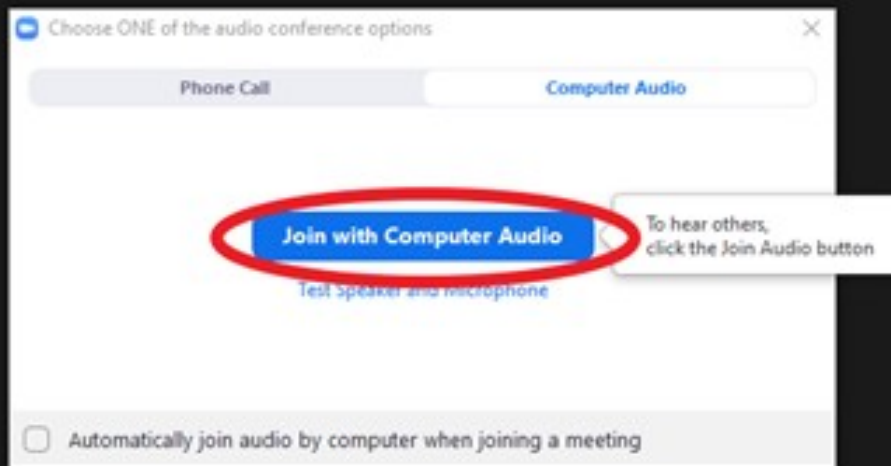 Choose ONE of the audio conference options
Phone Call
Computer Audio
Join with Computer Audio
To hear others,
click the Join Audio button
Test Speaker and Microphone
Automatically join audio by computer when joining a meeting